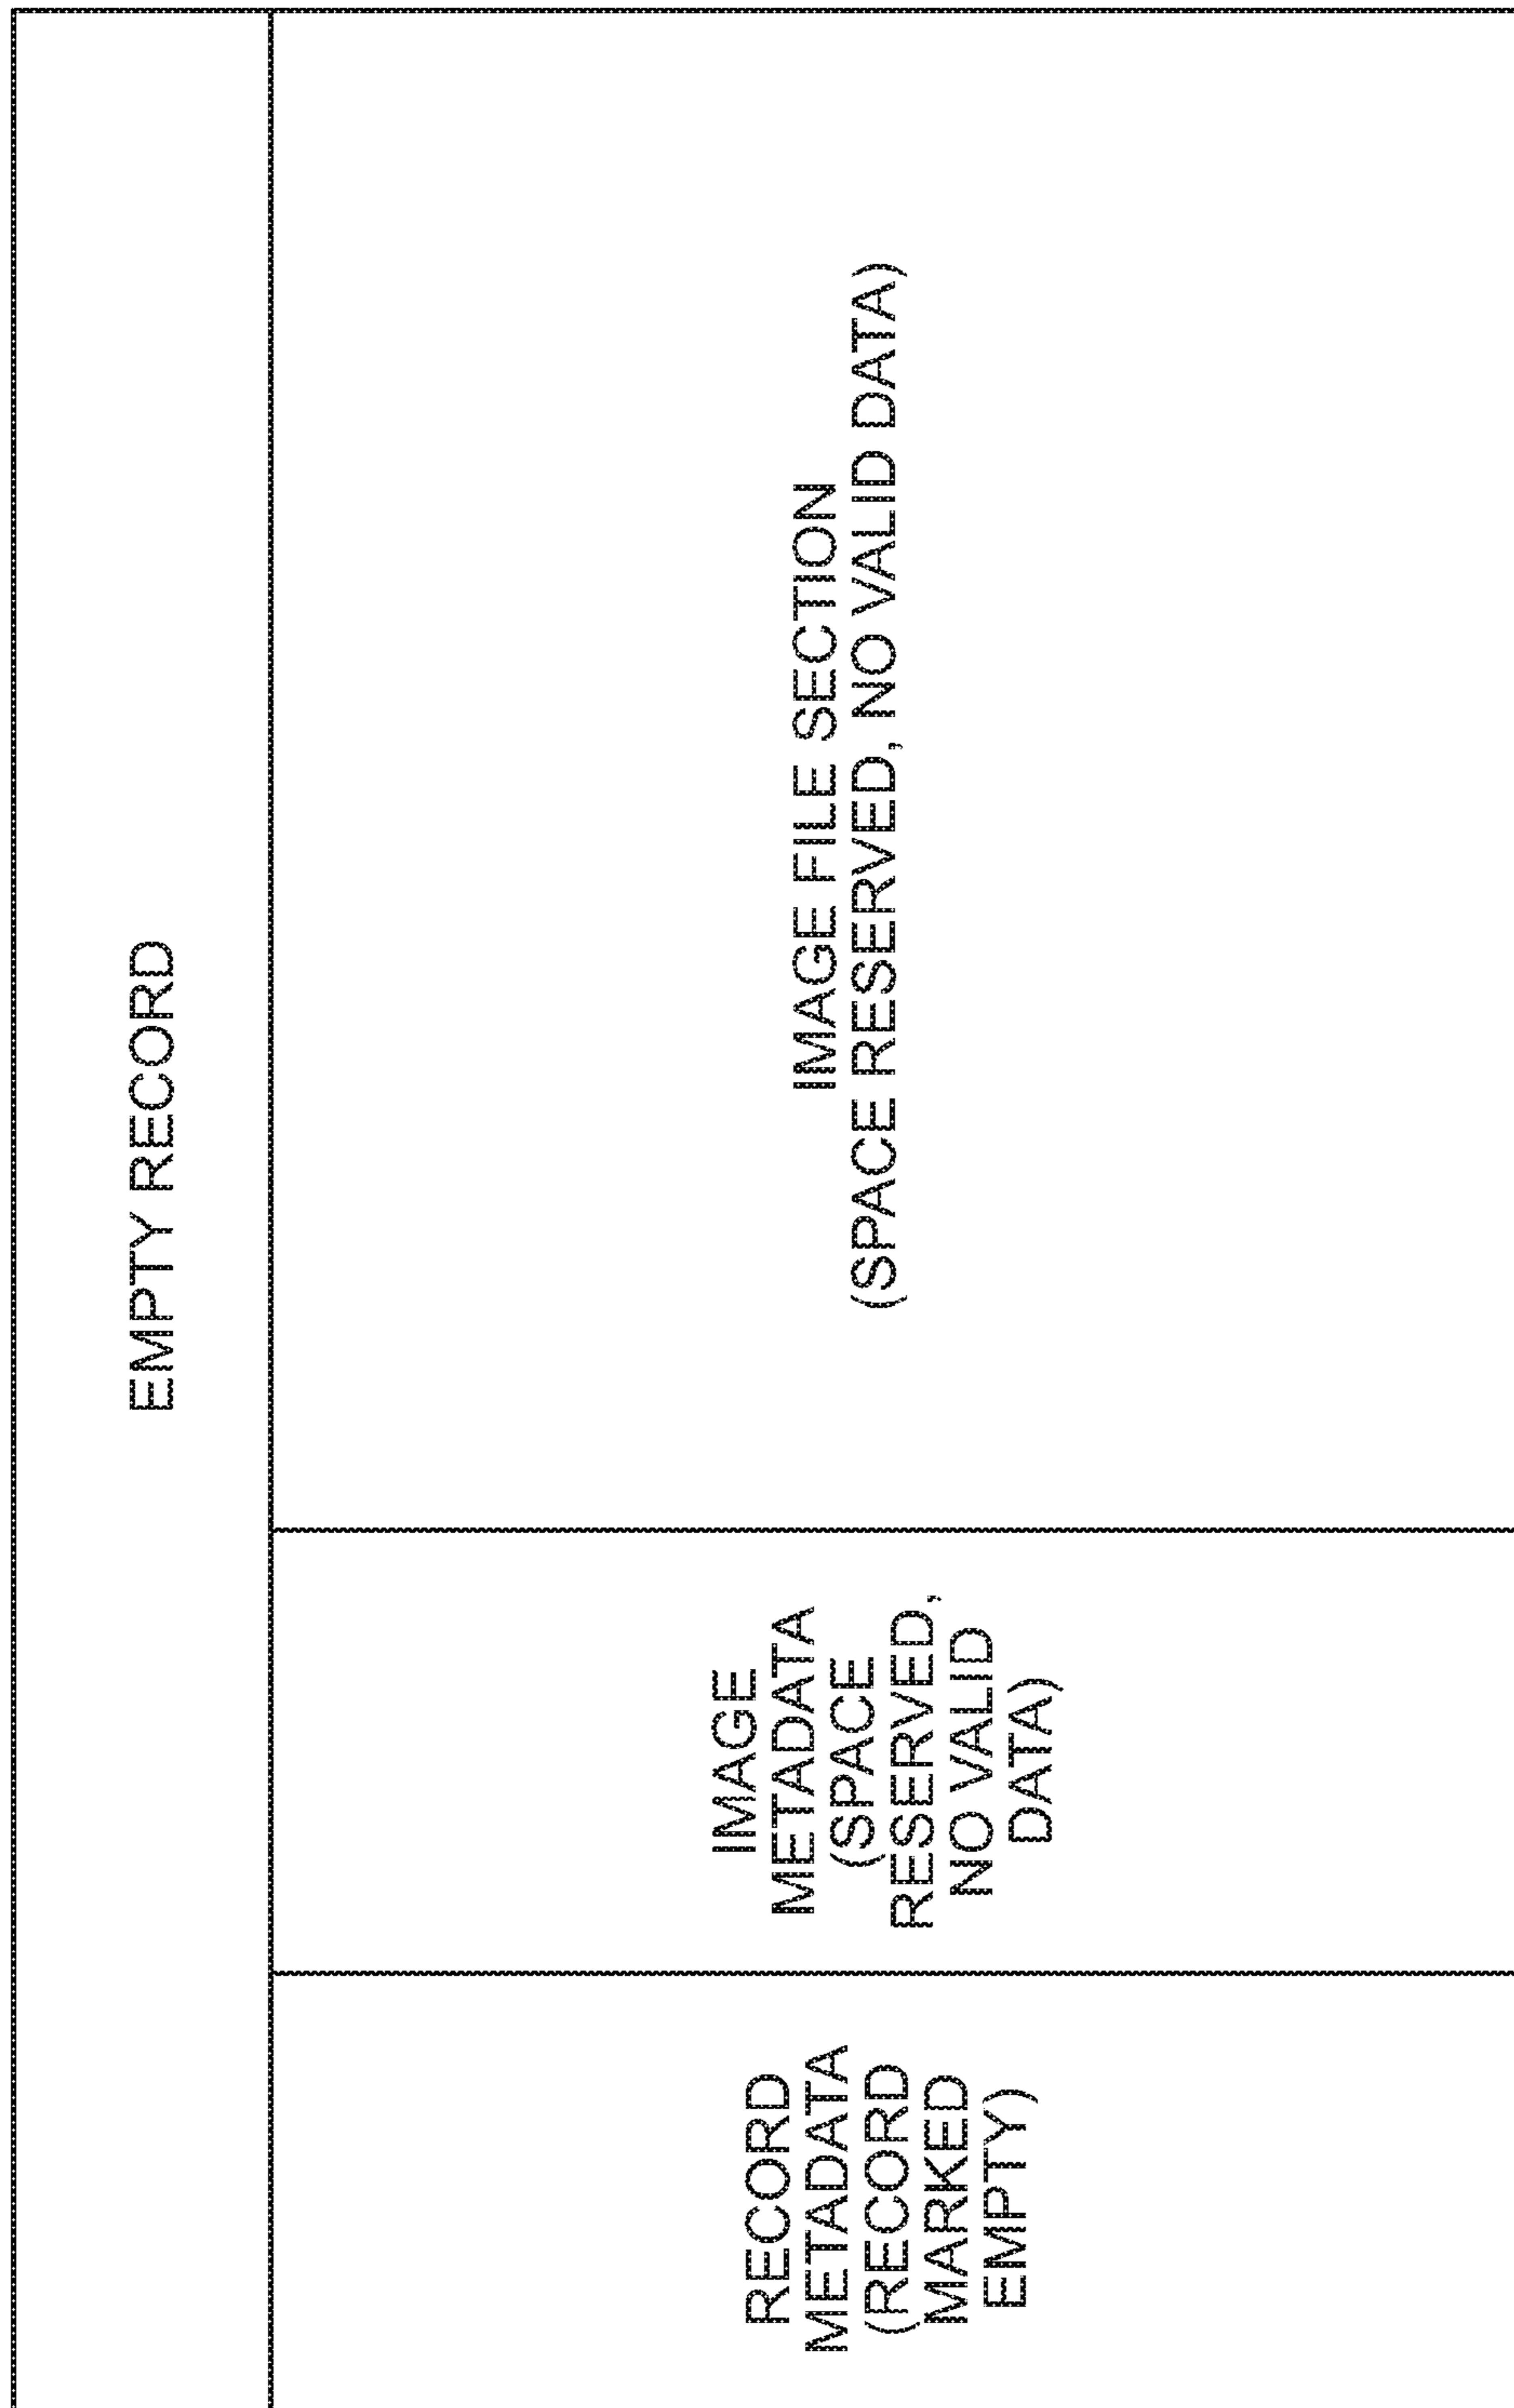 EMPTY RECORD
RECORD
METADATA
(RECORD
MARKED
EMPTY)
IMAGE
METADATA
(SPACE
RESERVED,
NO VALID
DATA)
IMAGE FILE SECTION
(SPACE RESERVED, NO VALID DATA)